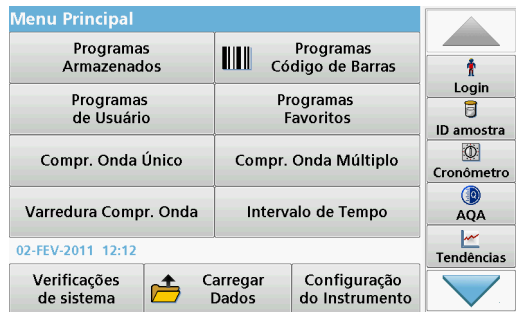 Menu Principal
Programas
Armazenados
Programas
Código de Barras
Programas
de Usuário
Programas
Favoritos
Compr. Onda Único
Compr. Onda Múltiplo
Varredura Compr. Onda
Intervalo de Tempo
02-FEV-2011 12:12
Verificações
de sistema
Carregar
Dados
Configuração
do Instrumento
Login
ID amostra
Cronômetro
AQA
Tendências